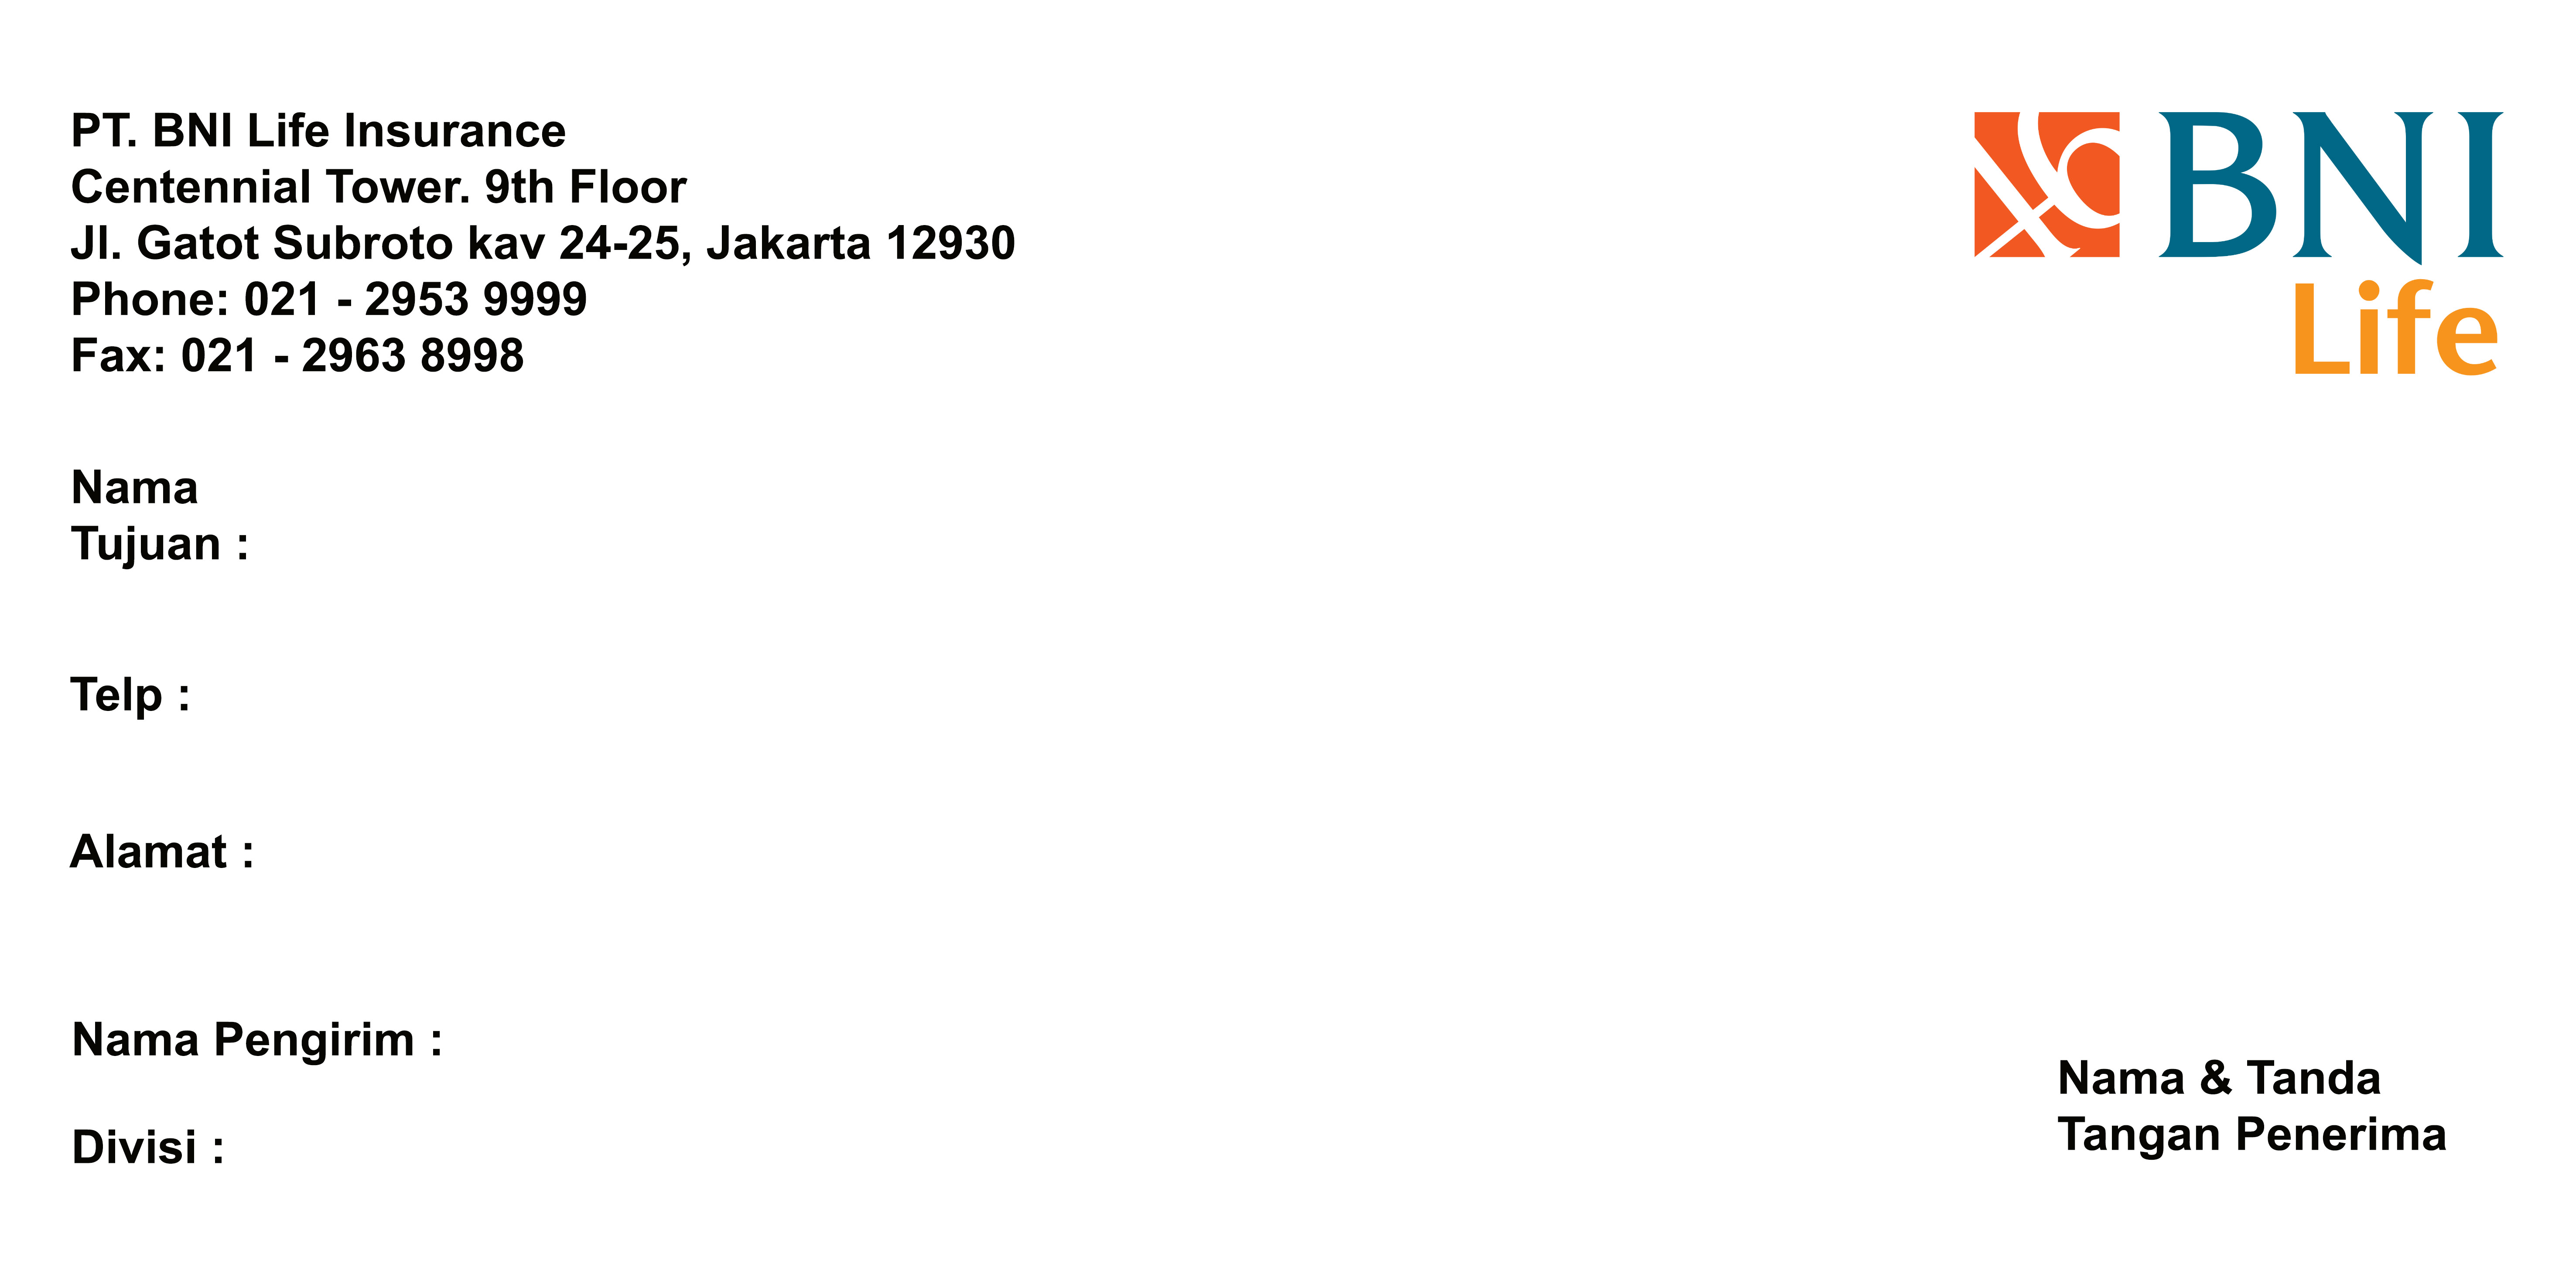 PT. BNI Life Insurance
Centennial Tower. 9th Floor
Jl. Gatot Subroto kav 24-25, Jakarta 12930
Phone: 021 - 2953 9999
Fax: 021 - 2963 8998
BNI
Life
Nama
Tujuan :
Telp :
Alamat :
Nama Pengirim :
Divisi :
Nama & Tanda
Tangan Penerima